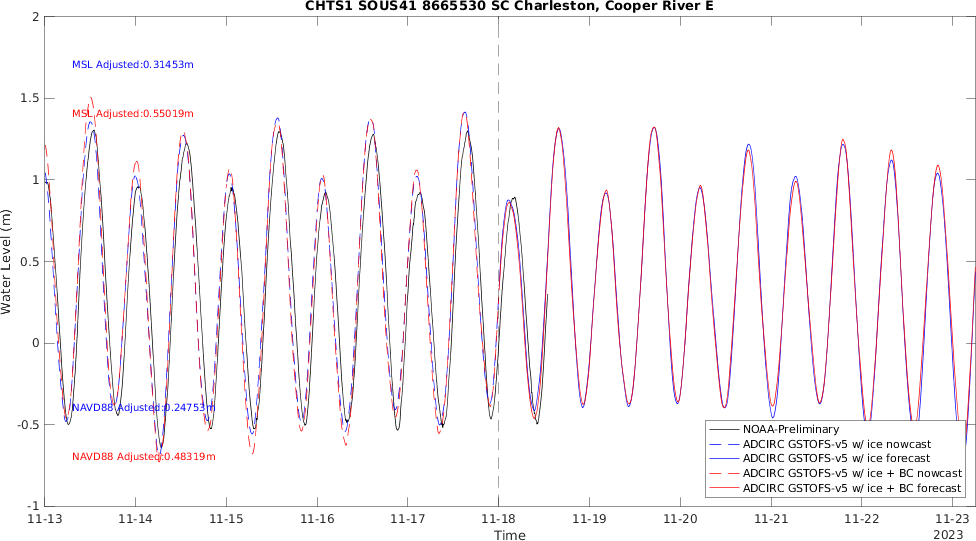 CHTS1 SOUS41 8665530 SC Charleston, Cooper River E
2
1.5
1
0.5
0
-0.5
-1
Water Level (m)
MSL Adjusted:0.31453m
MSL Adjusted:0.55019m
NAVD88 Adjusted:0.24753m
NAVD88 Adjusted:0.48319m
NOAA-Preliminary
ADCIRC GSTOFS-v5 w/ ice nowcast
ADCIRC GSTOFS-v5 w/ ice forecast
ADCIRC GSTOFS-v5 w/ ice + BC nowcast
ADCIRC GSTOFS-v5 w/ ice + BC forecast
11-13 11-14 11-15 11-16 11-17 11-18 11-19 11-20 11-21 11-22 11-23
Time
2023